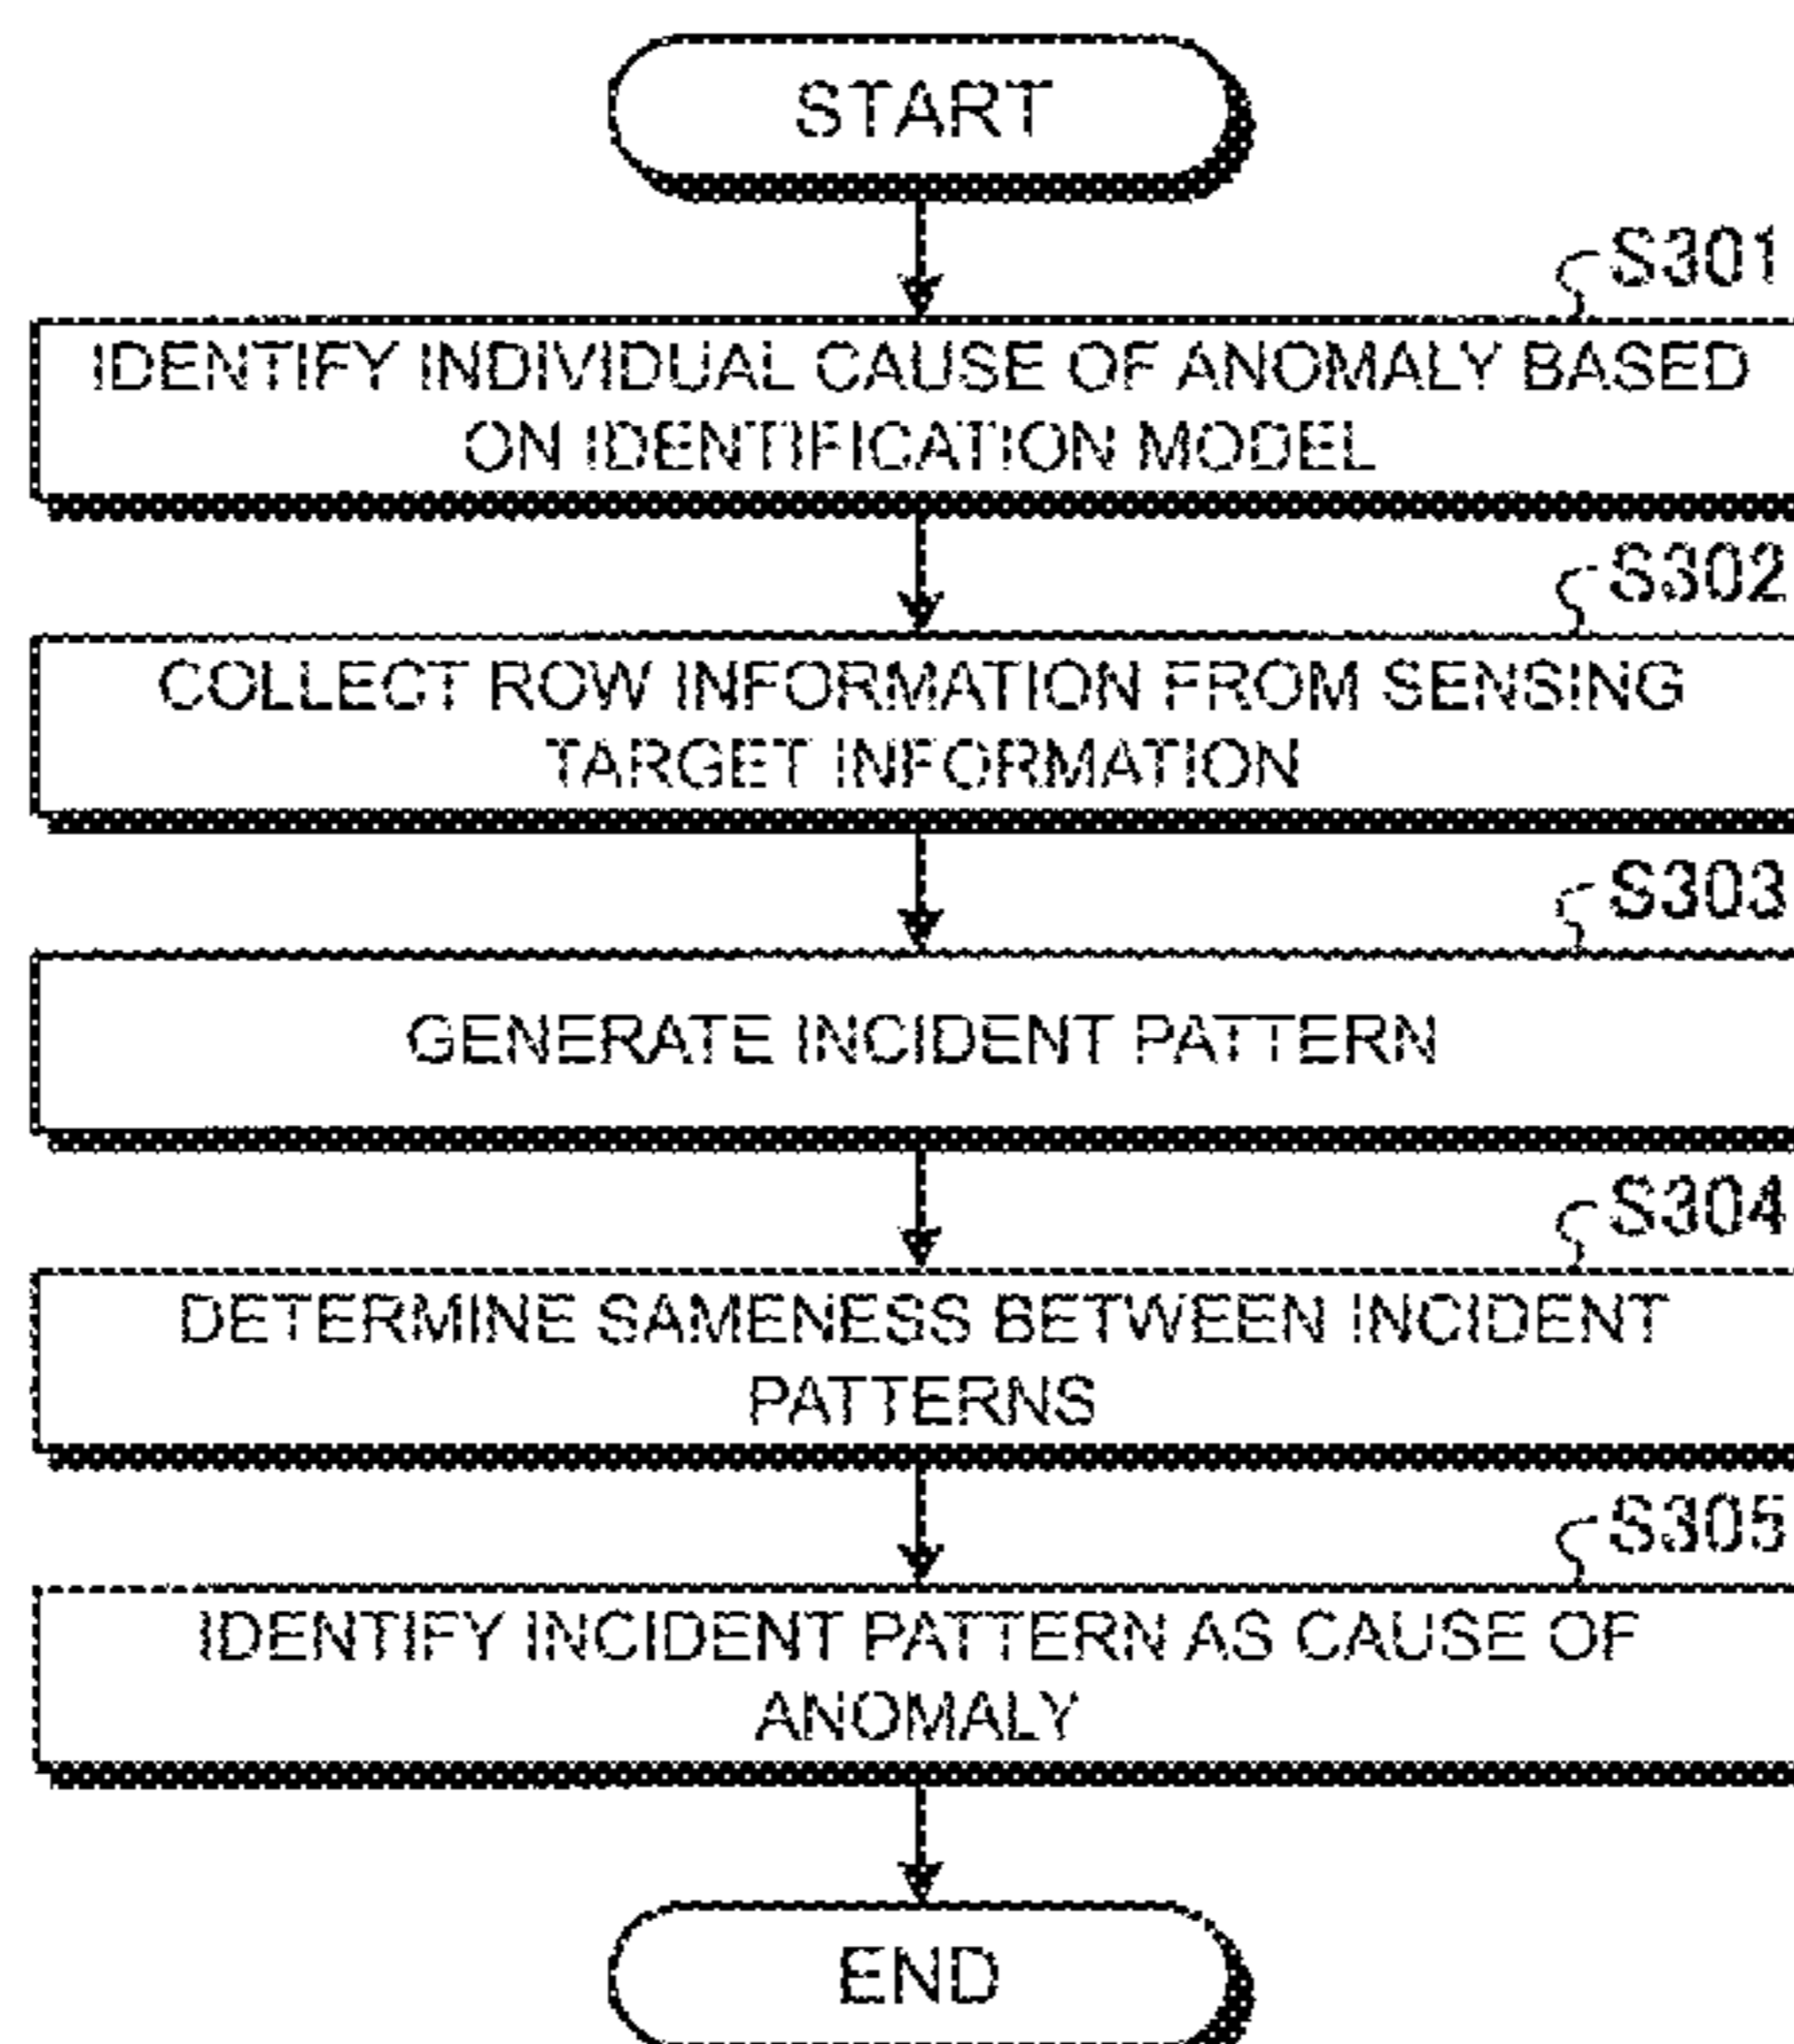 START
S301
IDENTIFY INDIVIDUAL CAUSE OF ANOMALY BASED
ON IDENTIFICATION MODEL
S302
COLLECT ROW INFORMATION FROM SENSING
TARGET INFORMATION
S303
GENERATE INCIDENT PATTERN
S304
DETERMINE SAMENESS BETWEEN INCIDENT
PATTERNS
S305
IDENTIFY INCIDENT PATTERN AS CAUSE OF
ANOMALY
END